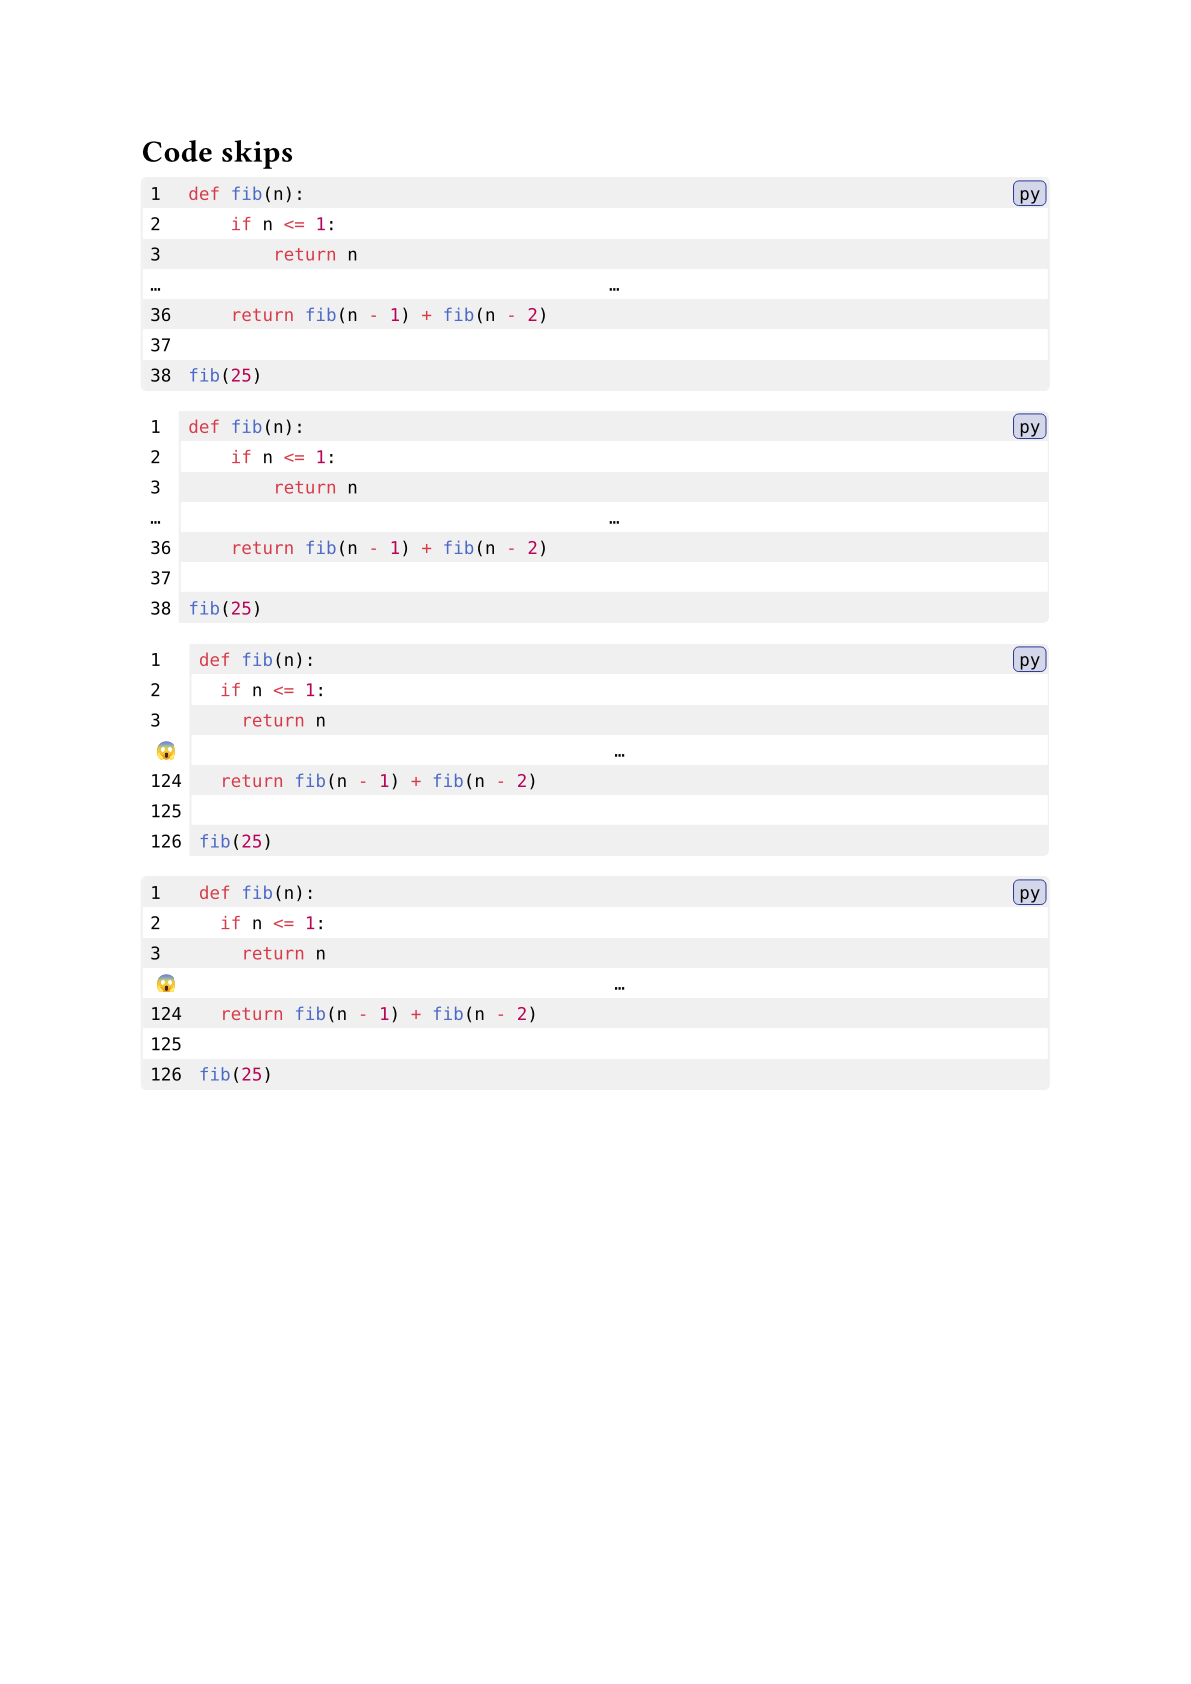 Code skips
1 def fib(n): py
2     if n <= 1:
3         return n
… …
36     return fib(n - 1) + fib(n - 2)
37
38 fib(25)
1 def fib(n): py
2     if n <= 1:
3         return n
… …
36     return fib(n - 1) + fib(n - 2)
37
38 fib(25)
1 def fib(n): py
2   if n <= 1:
3     return n
😱 …
124   return fib(n - 1) + fib(n - 2)
125
126 fib(25)
1 def fib(n): py
2   if n <= 1:
3     return n
😱 …
124   return fib(n - 1) + fib(n - 2)
125
126 fib(25)